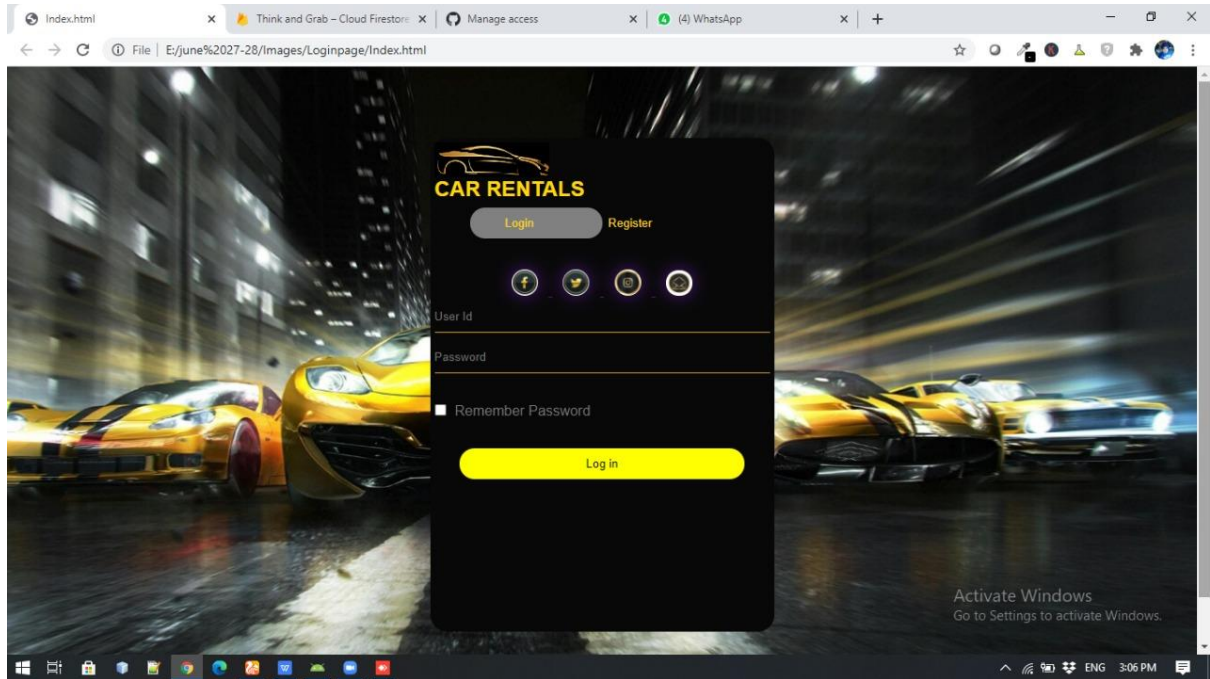 Index.html
Think and Grab – Cloud Firestore
Manage access
(4) WhatsApp
File | E:/june%2027-28/Images/Loginpage/Index.html
CAR RENTALS
Login Register
User Id
Password
Remember Password
Log in
Activate Windows
Go to Settings to activate Windows.
ENG 3:06 PM